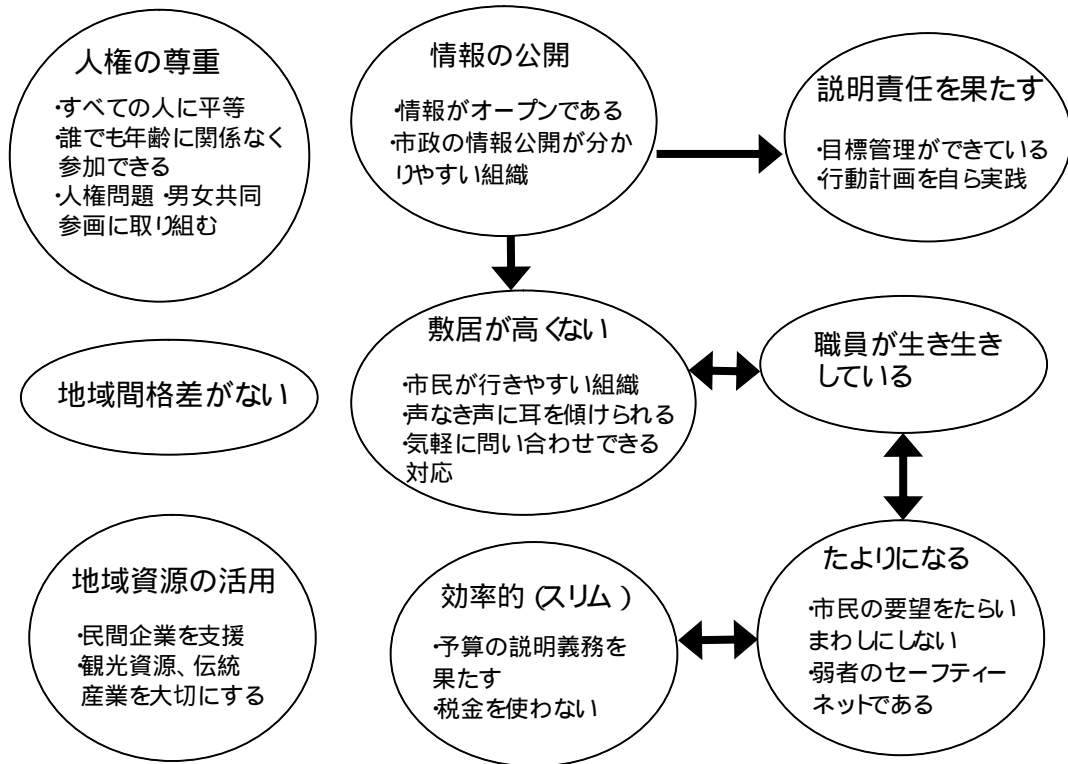 人権の尊重
・すべての人に平等
・誰でも年齢に関係なく
参加できる
・人権問題・男女共同
参画に取り組む
情報の公開
・情報がオープンである
・市政の情報公開が分か
りやすい組織
説明責任を果たす
・目標管理ができている
・行動計画を自ら実践
地域間格差がない
敷居が高くない
・市民が行きやすい組織
・声なき声に耳を傾けられる
・気軽に問い合わせできる
対応
職員が生き生き
している
地域資源の活用
・民間企業を支援
・観光資源、伝統
産業を大切にする
効率的(スリム)
・予算の説明義務を
果たす
・税金を使わない
たよりになる
・市民の要望をたらい
まわしにしない
・弱者のセーフティー
ネットである